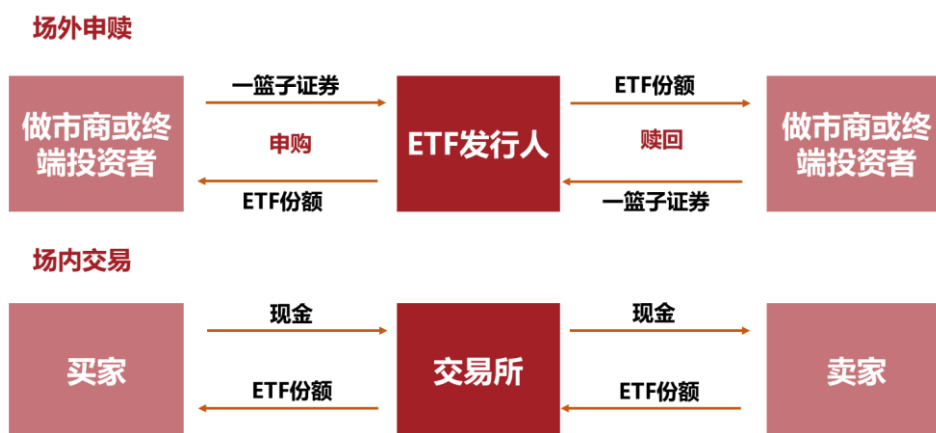 场外申赎
一篮子证券
ETF份额
做市商或终
端投资者
申购
ETF发行人
赎回
做市商或终
端投资者
ETF份额
一篮子证券
场内交易
现金
现金
买家
交易所
卖家
ETF份额
ETF份额